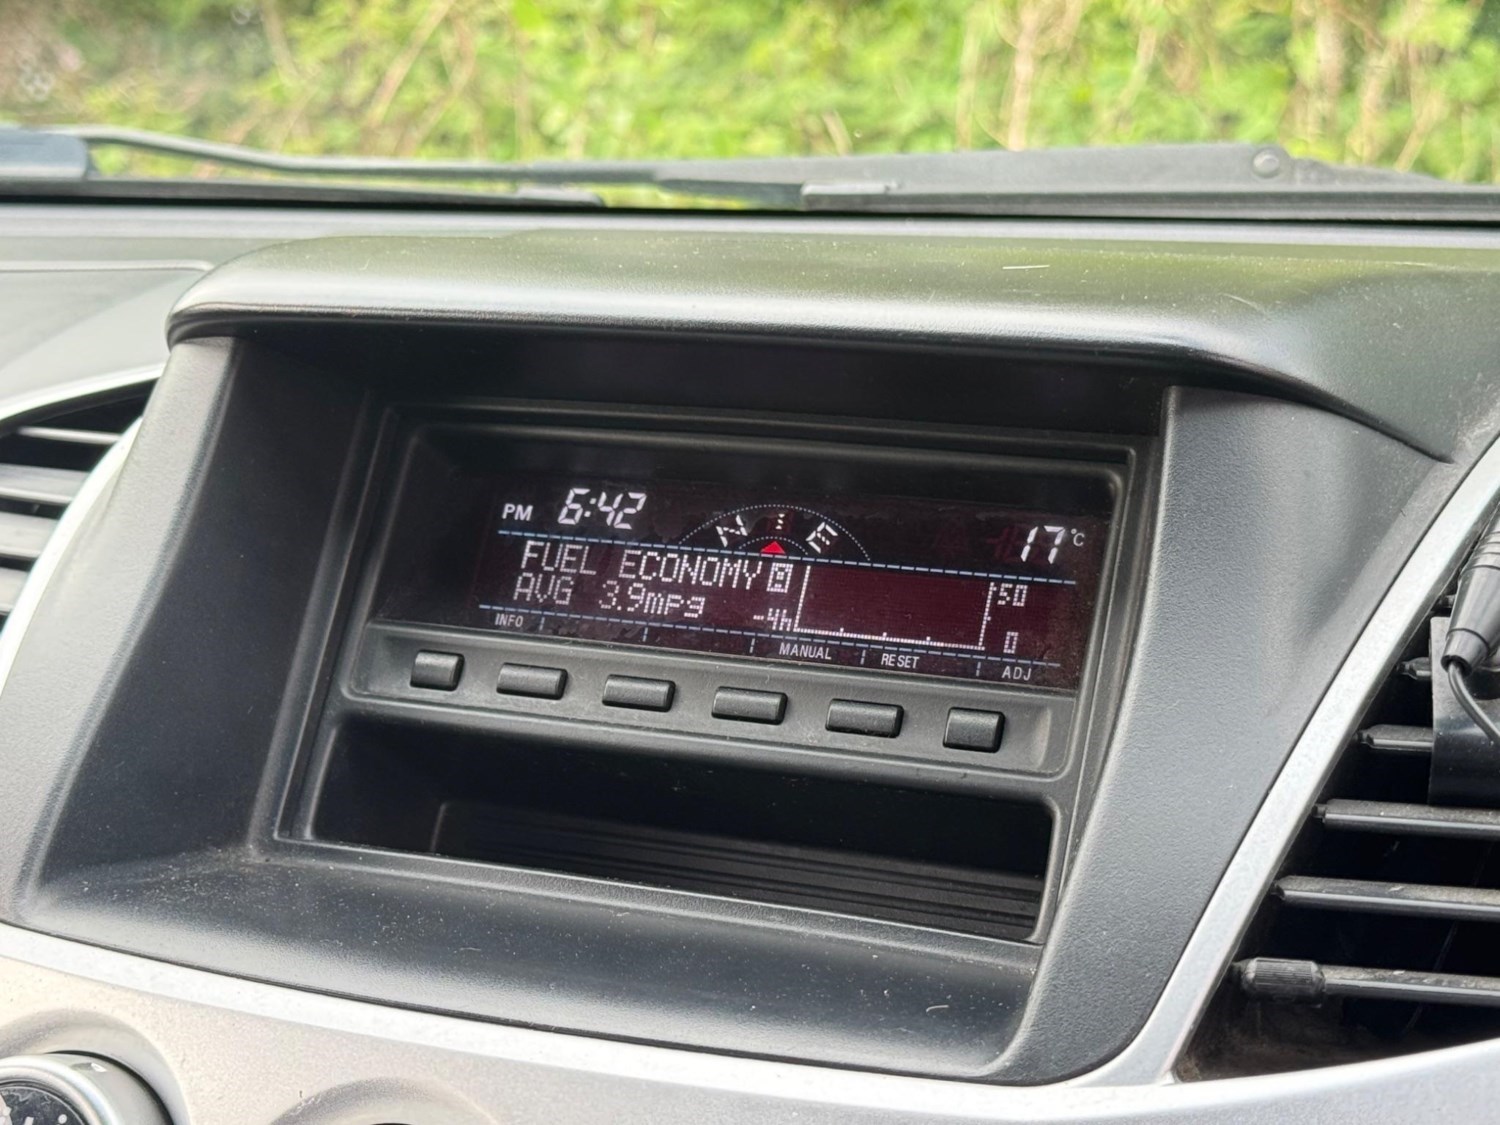 PM 6:42 N E 17°C
FUEL ECONOMY
AVG 3.9mpg
50
-4h 0
INFO MANUAL RESET ADJ